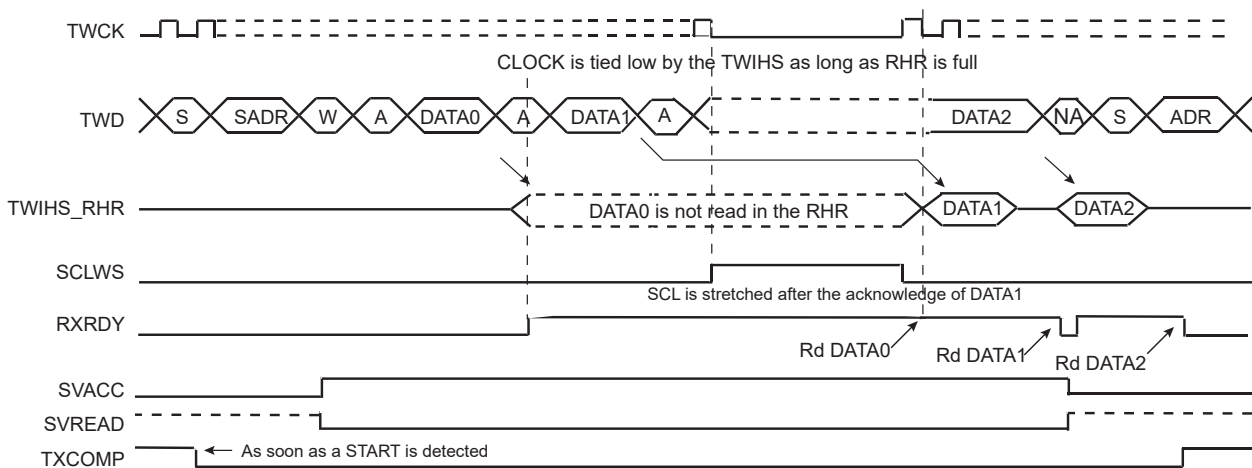 TWCK
CLOCK is tied low by the TWIHS as long as RHR is full
TWD S SADR W A DATA0 A DATA1 A DATA2 NA S ADR
TWIHS_RHR DATA0 is not read in the RHR DATA1 DATA2
SCLWS
SCL is stretched after the acknowledge of DATA1
RXRDY
Rd DATA0 Rd DATA1 Rd DATA2
SVACC
SVREAD
TXCOMP As soon as a START is detected